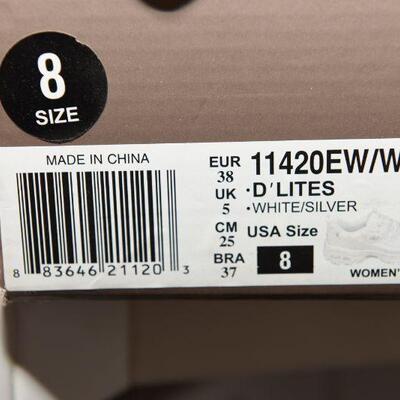 8
SIZE
MADE IN CHINA
8 83646 21120 3
EUR
38
UK
5
CM
25
BRA
37
11420EW/W
·D'LITES
·WHITE/SILVER
USA Size
8
WOMEN'